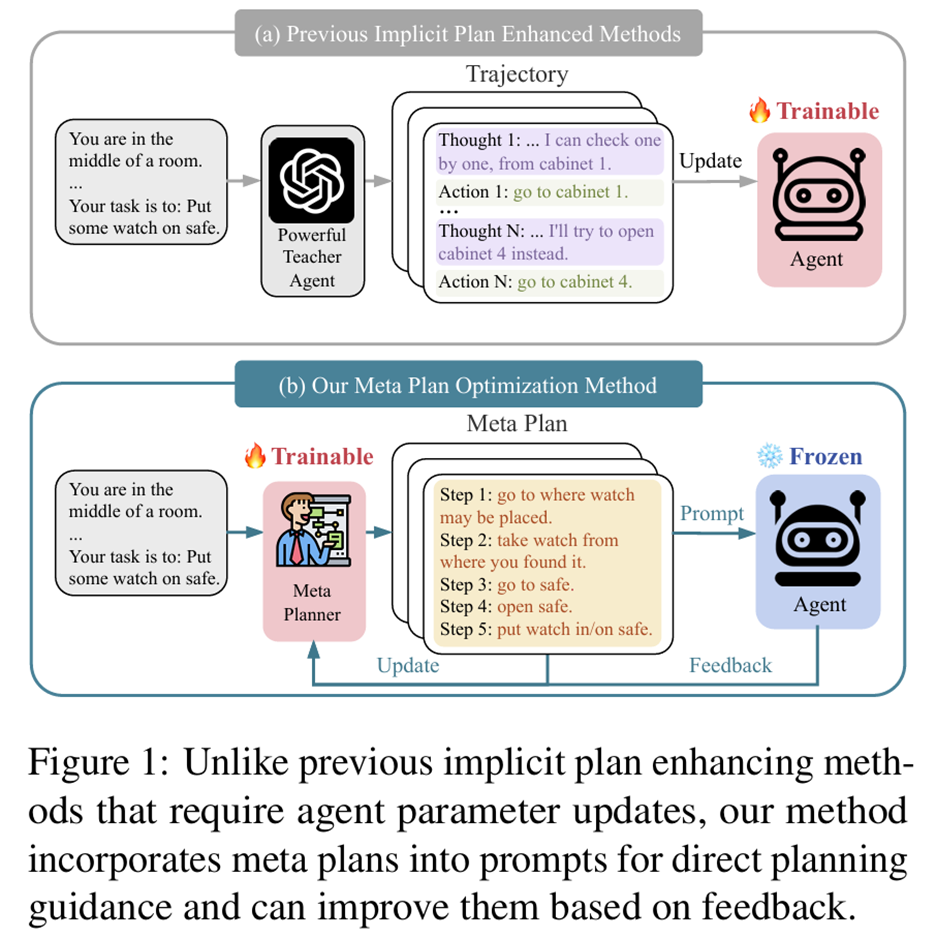 (a) Previous Implicit Plan Enhanced Methods
Trajectory
You are in the
middle of a room.
...
Your task is to: Put
some watch on safe.
Powerful
Teacher
Agent
Thought 1: ... I can check one
by one, from cabinet 1.
Action 1: go to cabinet 1.
...
Thought N: ... I'll try to open
cabinet 4 instead.
Action N: go to cabinet 4.
Update
Trainable
Agent
(b) Our Meta Plan Optimization Method
Meta Plan
You are in the
middle of a room.
...
Your task is to: Put
some watch on safe.
Trainable
Meta
Planner
Step 1: go to where watch
may be placed.
Step 2: take watch from
where you found it.
Step 3: go to safe.
Step 4: open safe.
Step 5: put watch in/on safe.
Prompt
Frozen
Agent
Update
Feedback
Figure 1: Unlike previous implicit plan enhancing meth-
ods that require agent parameter updates, our method
incorporates meta plans into prompts for direct planning
guidance and can improve them based on feedback.